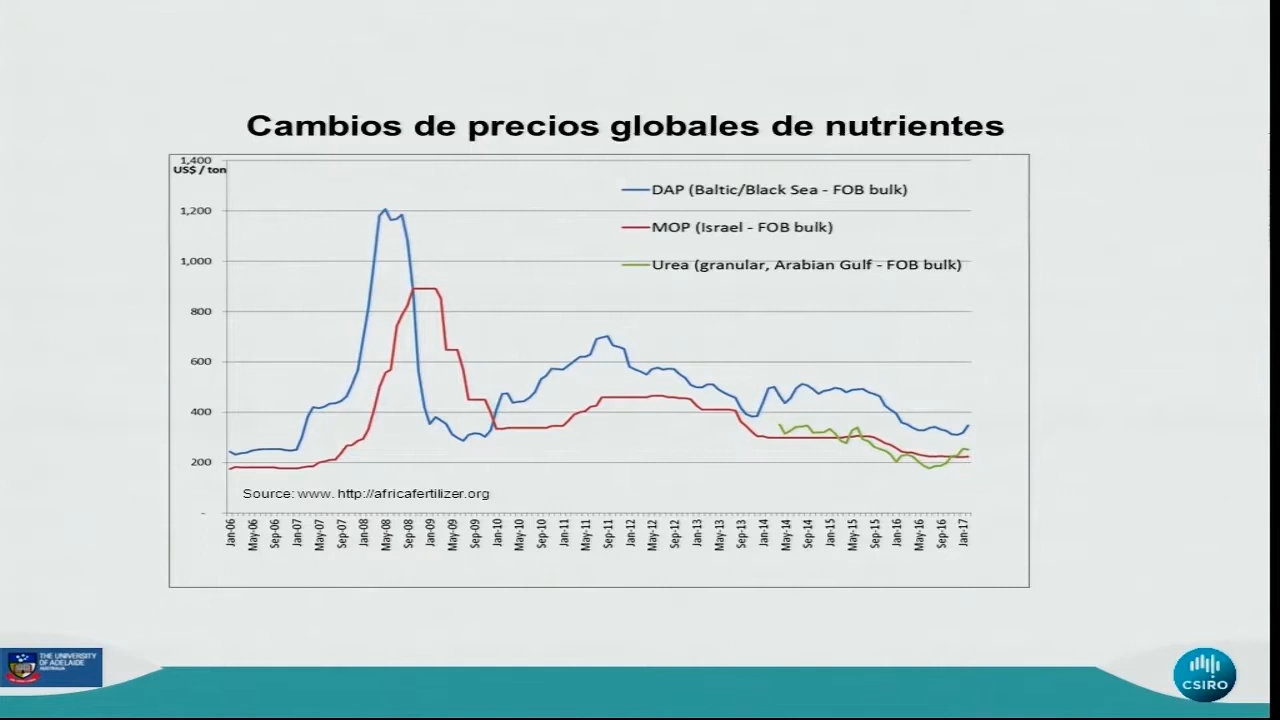 Cambios de precios globales de nutrientes
1,400
US$ / ton
DAP (Baltic/Black Sea - FOB bulk)
1,200
MOP (Israel - FOB bulk)
1,000
Urea (granular, Arabian Gulf - FOB bulk)
800
600
400
200
Source: www. http://africafertilizer.org
-
Jan-06 May-06 Sep-06 Jan-07 May-07 Sep-07 Jan-08 May-08 Sep-08 Jan-09 May-09 Sep-09 Jan-10 May-10 Sep-10 Jan-11 May-11 Sep-11 Jan-12 May-12 Sep-12 Jan-13 May-13 Sep-13 Jan-14 May-14 Sep-14 Jan-15 May-15 Sep-15 Jan-16 May-16 Sep-16 Jan-17
THE UNIVERSITY
OF ADELAIDE
AUSTRALIA
CSIRO